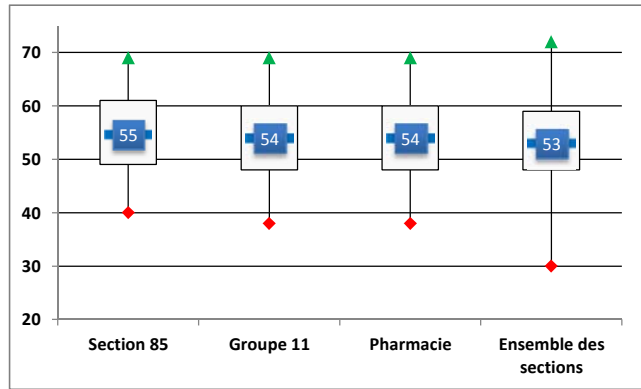 70
60
50
40
30
20
55
54
54
53
Section 85
Groupe 11
Pharmacie
Ensemble des
sections